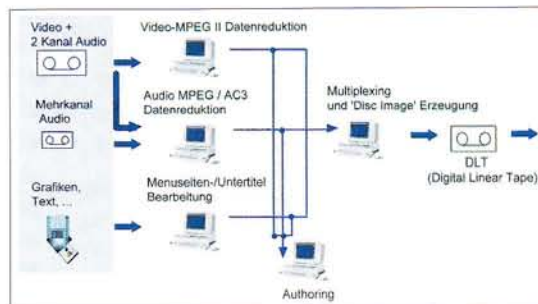 Video +
2 Kanal Audio
Video-MPEG II Datenreduktion
Mehrkanal
Audio
Audio MPEG / AC3
Datenreduktion
Multiplexing
und 'Disc Image' Erzeugung
DLT
(Digital Linear Tape)
Grafiken,
Text, ...
Menuseiten-/Untertitel
Bearbeitung
Authoring